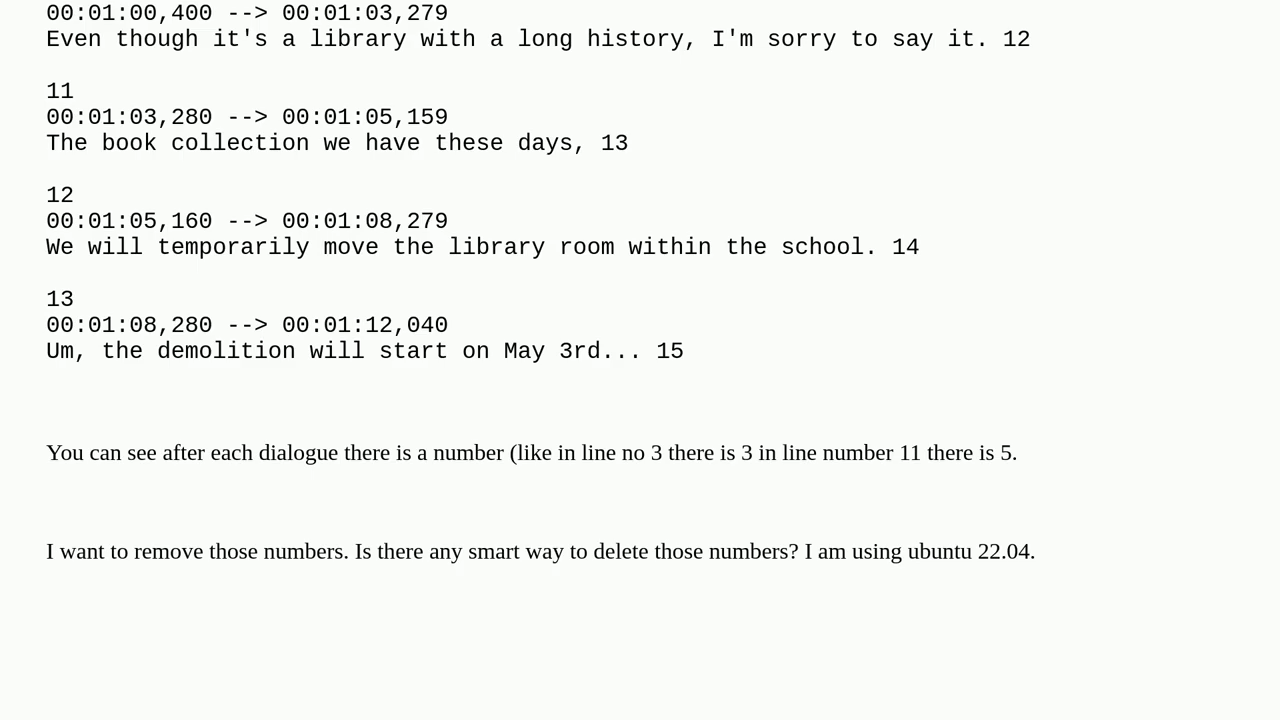 00:01:00,400 --> 00:01:03,279
Even though it's a library with a long history, I'm sorry to say it. 12
11
00:01:03,280 --> 00:01:05,159
The book collection we have these days, 13
12
00:01:05,160 --> 00:01:08,279
We will temporarily move the library room within the school. 14
13
00:01:08,280 --> 00:01:12,040
Um, the demolition will start on May 3rd... 15
You can see after each dialogue there is a number (like in line no 3 there is 3 in line number 11 there is 5.
I want to remove those numbers. Is there any smart way to delete those numbers? I am using ubuntu 22.04.